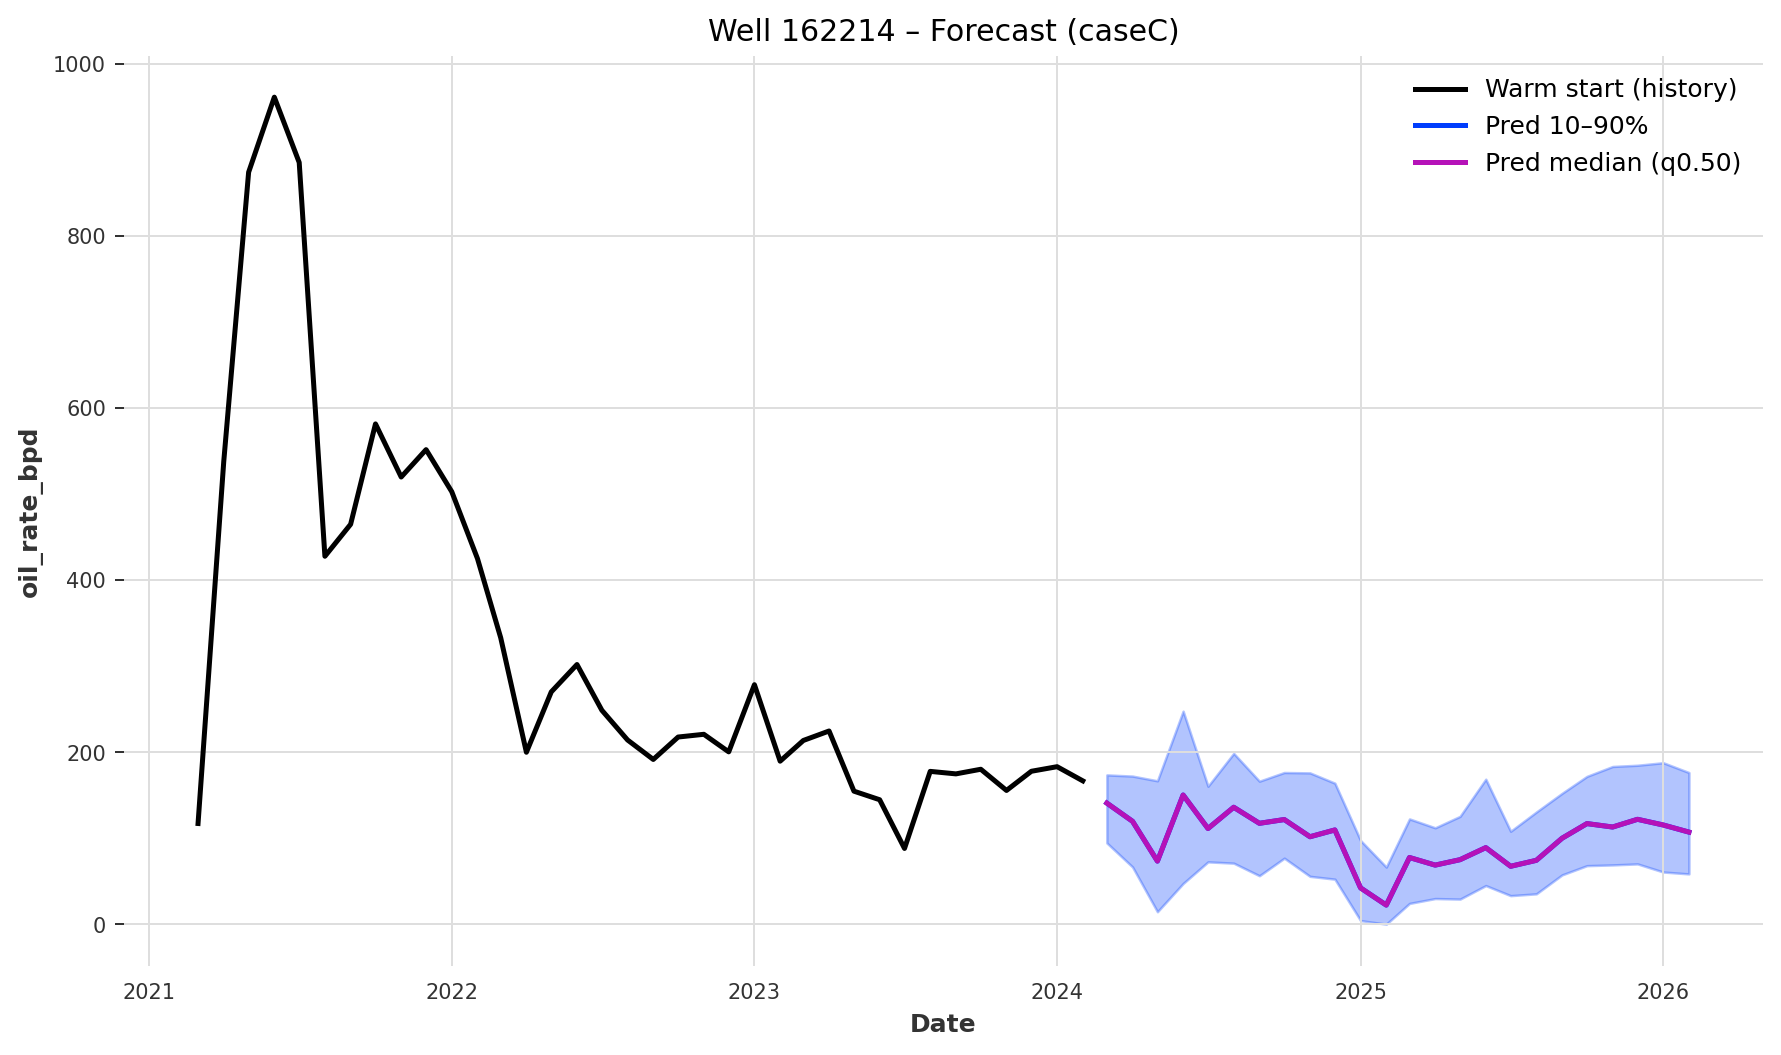 Well 162214 – Forecast (caseC)
1000
800
600
400
200
0
oil_rate_bpd
Warm start (history)
Pred 10–90%
Pred median (q0.50)
2021
2022
2023
2024
2025
2026
Date